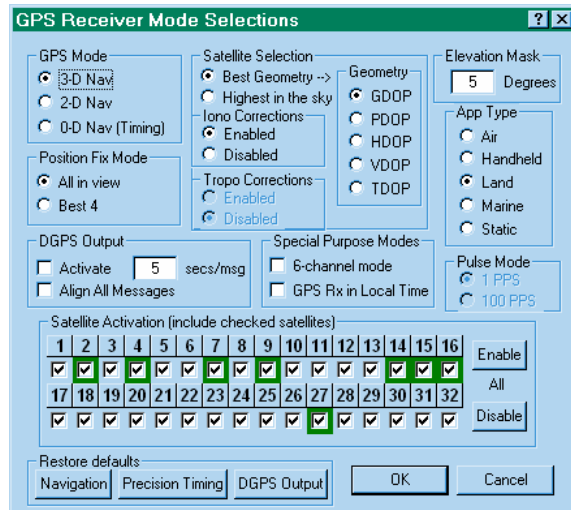 GPS Receiver Mode Selections
GPS Mode
3-D Nav
2-D Nav
0-D Nav (Timing)
Position Fix Mode
All in view
Best 4
Satellite Selection
Best Geometry -->
Highest in the sky
Iono Corrections
Enabled
Disabled
Tropo Corrections
Enabled
Disabled
Geometry
GDOP
PDOP
HDOP
VDOP
TDOP
Elevation Mask
5 Degrees
App Type
Air
Handheld
Land
Marine
Static
DGPS Output
Activate 5 secs/msg
Align All Messages
Special Purpose Modes
6-channel mode
GPS Rx in Local Time
Pulse Mode
1 PPS
100 PPS
Satellite Activation (include checked satellites)
1 2 3 4 5 6 7 8 9 10 11 12 13 14 15 16
17 18 19 20 21 22 23 24 25 26 27 28 29 30 31 32
Enable
All
Disable
Restore defaults
Navigation Precision Timing DGPS Output
OK Cancel